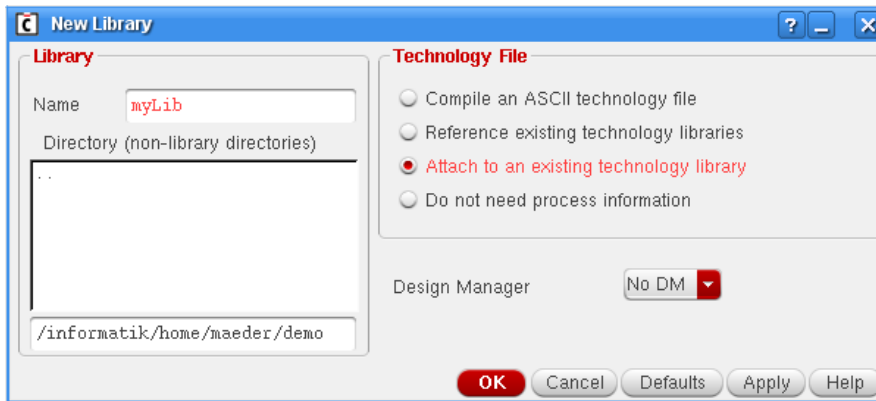 New Library
Library
Name myLib
Directory (non-library directories)
..
/informatik/home/maeder/demo
Technology File
Compile an ASCII technology file
Reference existing technology libraries
Attach to an existing technology library
Do not need process information
Design Manager No DM
OK Cancel Defaults Apply Help